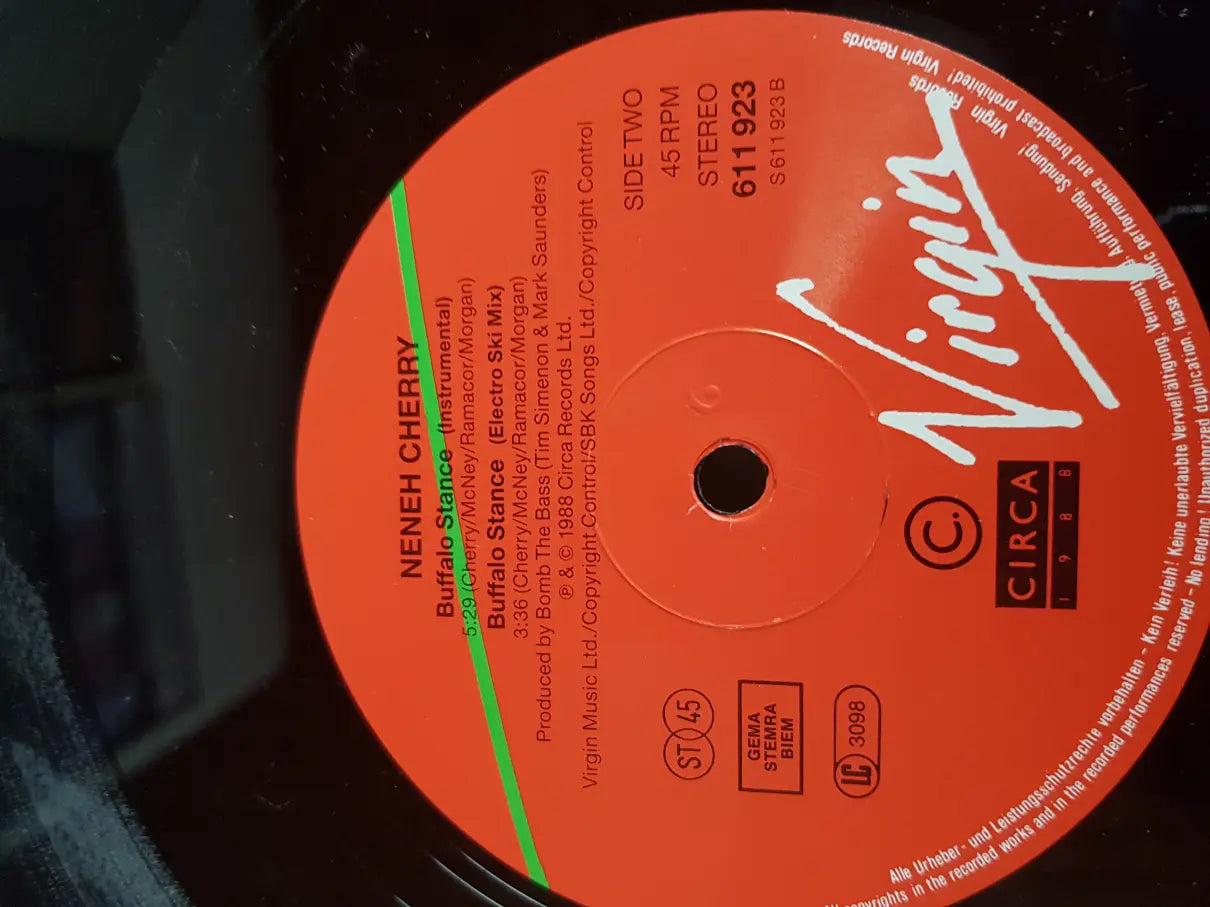 NENEH CHERRY
Buffalo Stance (Instrumental)
5:29 (Cherry/McNey/Ramacor/Morgan)
Buffalo Stance (Electro Ski Mix)
3:36 (Cherry/McNey/Ramacor/Morgan)
Produced by Bomb The Bass (Tim Simenon & Mark Saunders)
℗ & © 1988 Circa Records Ltd.
Virgin Music Ltd./Copyright Control/SBK Songs Ltd./Copyright Control
SIDE TWO
45 RPM
STEREO
611 923
S 611 923 B
ST 45
GEMA
STEMRA
BIEM
LC 3098
C.
CIRCA
1988
Virgin
Alle Urheber- und Leistungsschutzrechte vorbehalten - Kein Verleih! Keine unerlaubte Vervielfältigung, Vermietung, Aufführung, Sendung! Virgin Records
copyrights in the recorded works and in the recorded performances reserved - No lending! Unauthorized duplication, lease, public performance and broadcast prohibited! Virgin Records